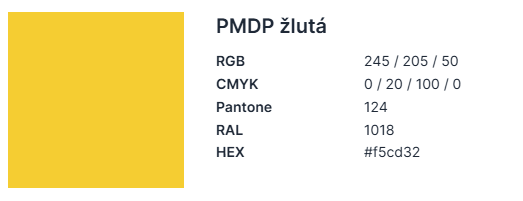 PMDP žlutá
RGB 245 / 205 / 50
CMYK 0 / 20 / 100 / 0
Pantone 124
RAL 1018
HEX #f5cd32